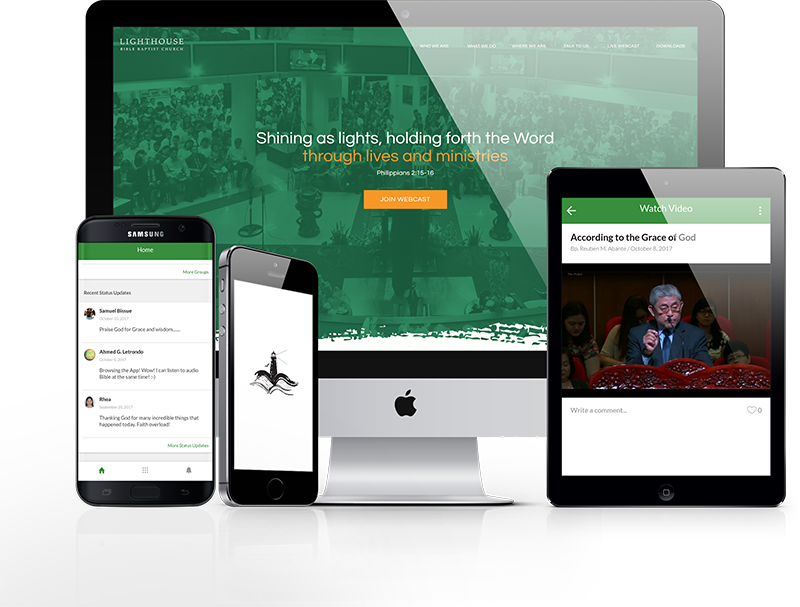 LIGHTHOUSE
BIBLE BAPTIST CHURCH
WHO WE ARE
WHAT WE DO
WHERE WE ARE
TALK TO US
LIVE WEBCAST
DOWNLOADS
Shining as lights, holding forth the Word
through lives and ministries
Philippians 2:15-16
JOIN WEBCAST
SAMSUNG
Home
More Groups
Recent Status Updates
Samuel Bissue
October 10, 2017
Praise God for Grace and wisdom.......
Ahmed G. Letrondo
October 6, 2017
Browsing the App! Wow! I can listen to audio
Bible at the same time! :-)
Rhea
September 20, 2017
Thanking God for many incredible things that
happened today. Faith overload!
More Status Updates
Watch Video
According to the Grace of God
Bp. Reuben M. Abante / October 8, 2017
Write a comment...
0